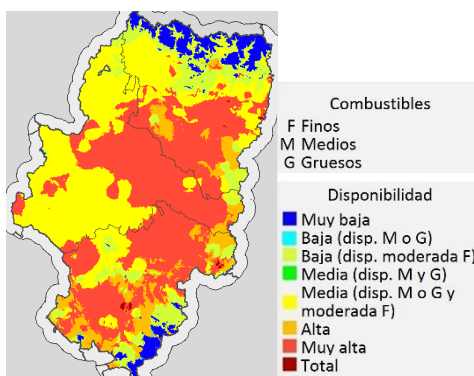 Combustibles
F Finos
M Medios
G Gruesos
Disponibilidad
Muy baja
Baja (disp. M o G)
Baja (disp. moderada F)
Media (disp. M y G)
Media (disp. M o G y
moderada F)
Alta
Muy alta
Total